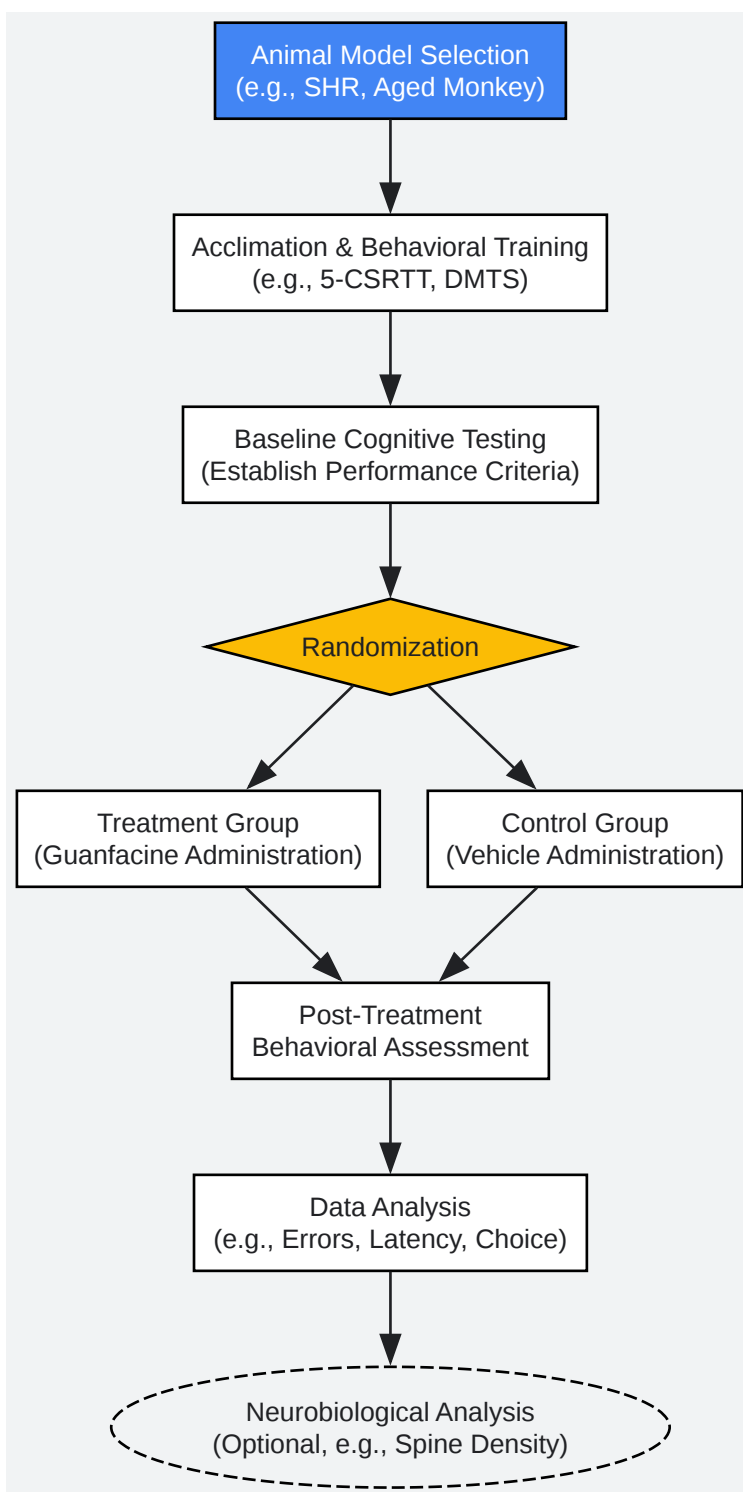 Animal Model Selection
(e.g., SHR, Aged Monkey)
Acclimation & Behavioral Training
(e.g., 5-CSRTT, DMTS)
Baseline Cognitive Testing
(Establish Performance Criteria)
Randomization
Treatment Group
(Guanfacine Administration)
Control Group
(Vehicle Administration)
Post-Treatment
Behavioral Assessment
Data Analysis
(e.g., Errors, Latency, Choice)
Neurobiological Analysis
(Optional, e.g., Spine Density)